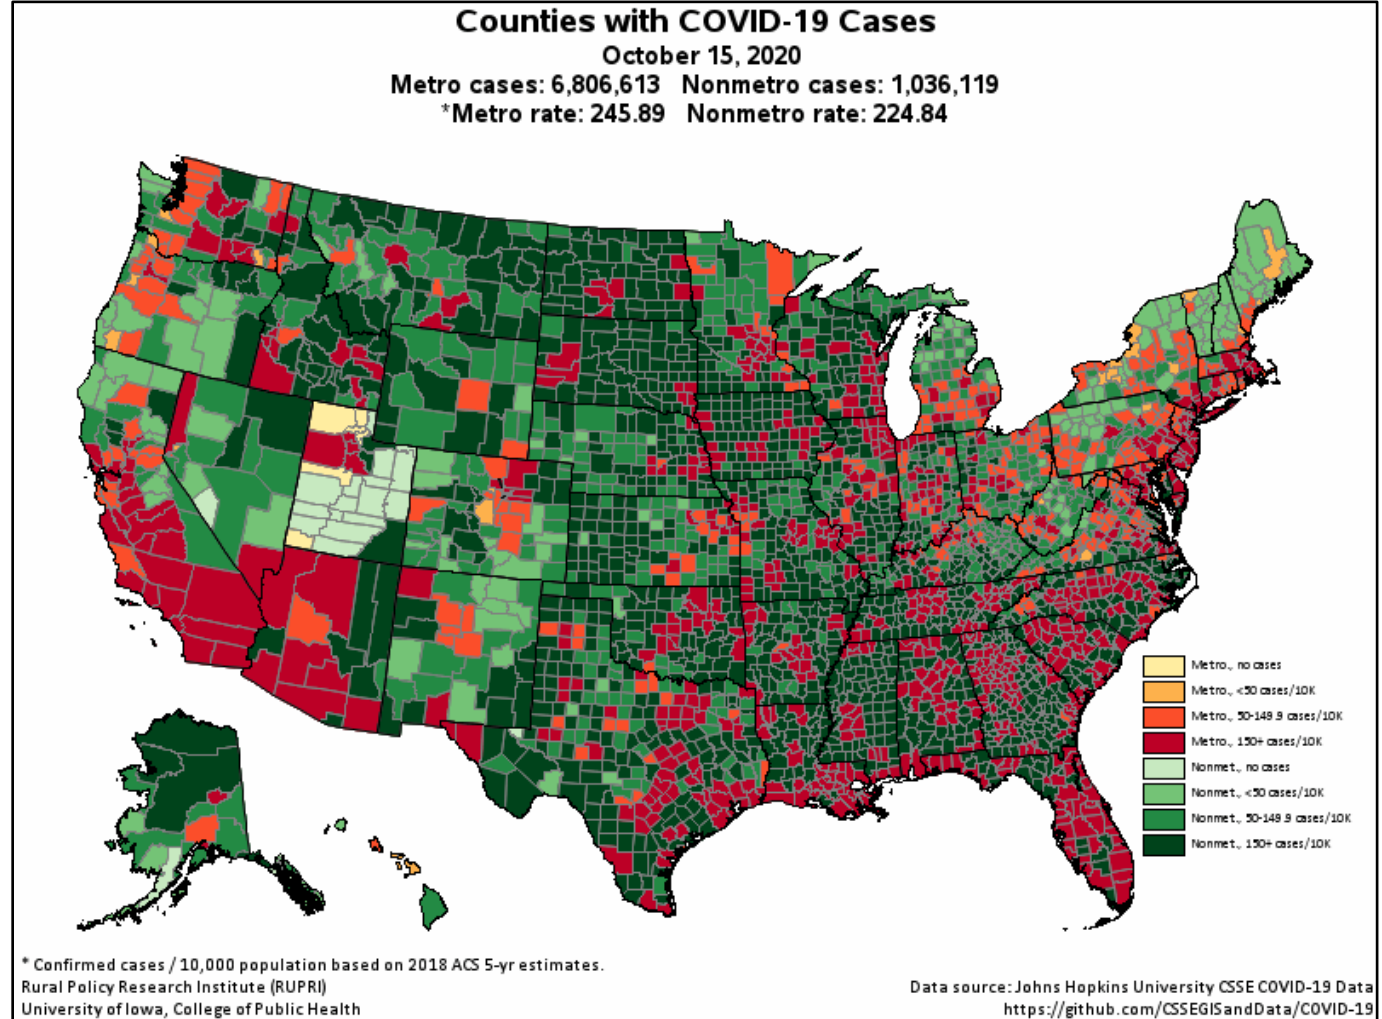 Counties with COVID-19 Cases
October 15, 2020
Metro cases: 6,806,613 Nonmetro cases: 1,036,119
*Metro rate: 245.89 Nonmetro rate: 224.84
Metro., no cases
Metro., <50 cases/10K
Metro., 50-149.9 cases/10K
Metro., 150+ cases/10K
Nonmet., no cases
Nonmet., <50 cases/10K
Nonmet., 50-149.9 cases/10K
Nonmet., 150+ cases/10K
* Confirmed cases / 10,000 population based on 2018 ACS 5-yr estimates.
Rural Policy Research Institute (RUPRI)
University of Iowa, College of Public Health
Data source: Johns Hopkins University CSSE COVID-19 Data
https://github.com/CSSEGISandData/COVID-19